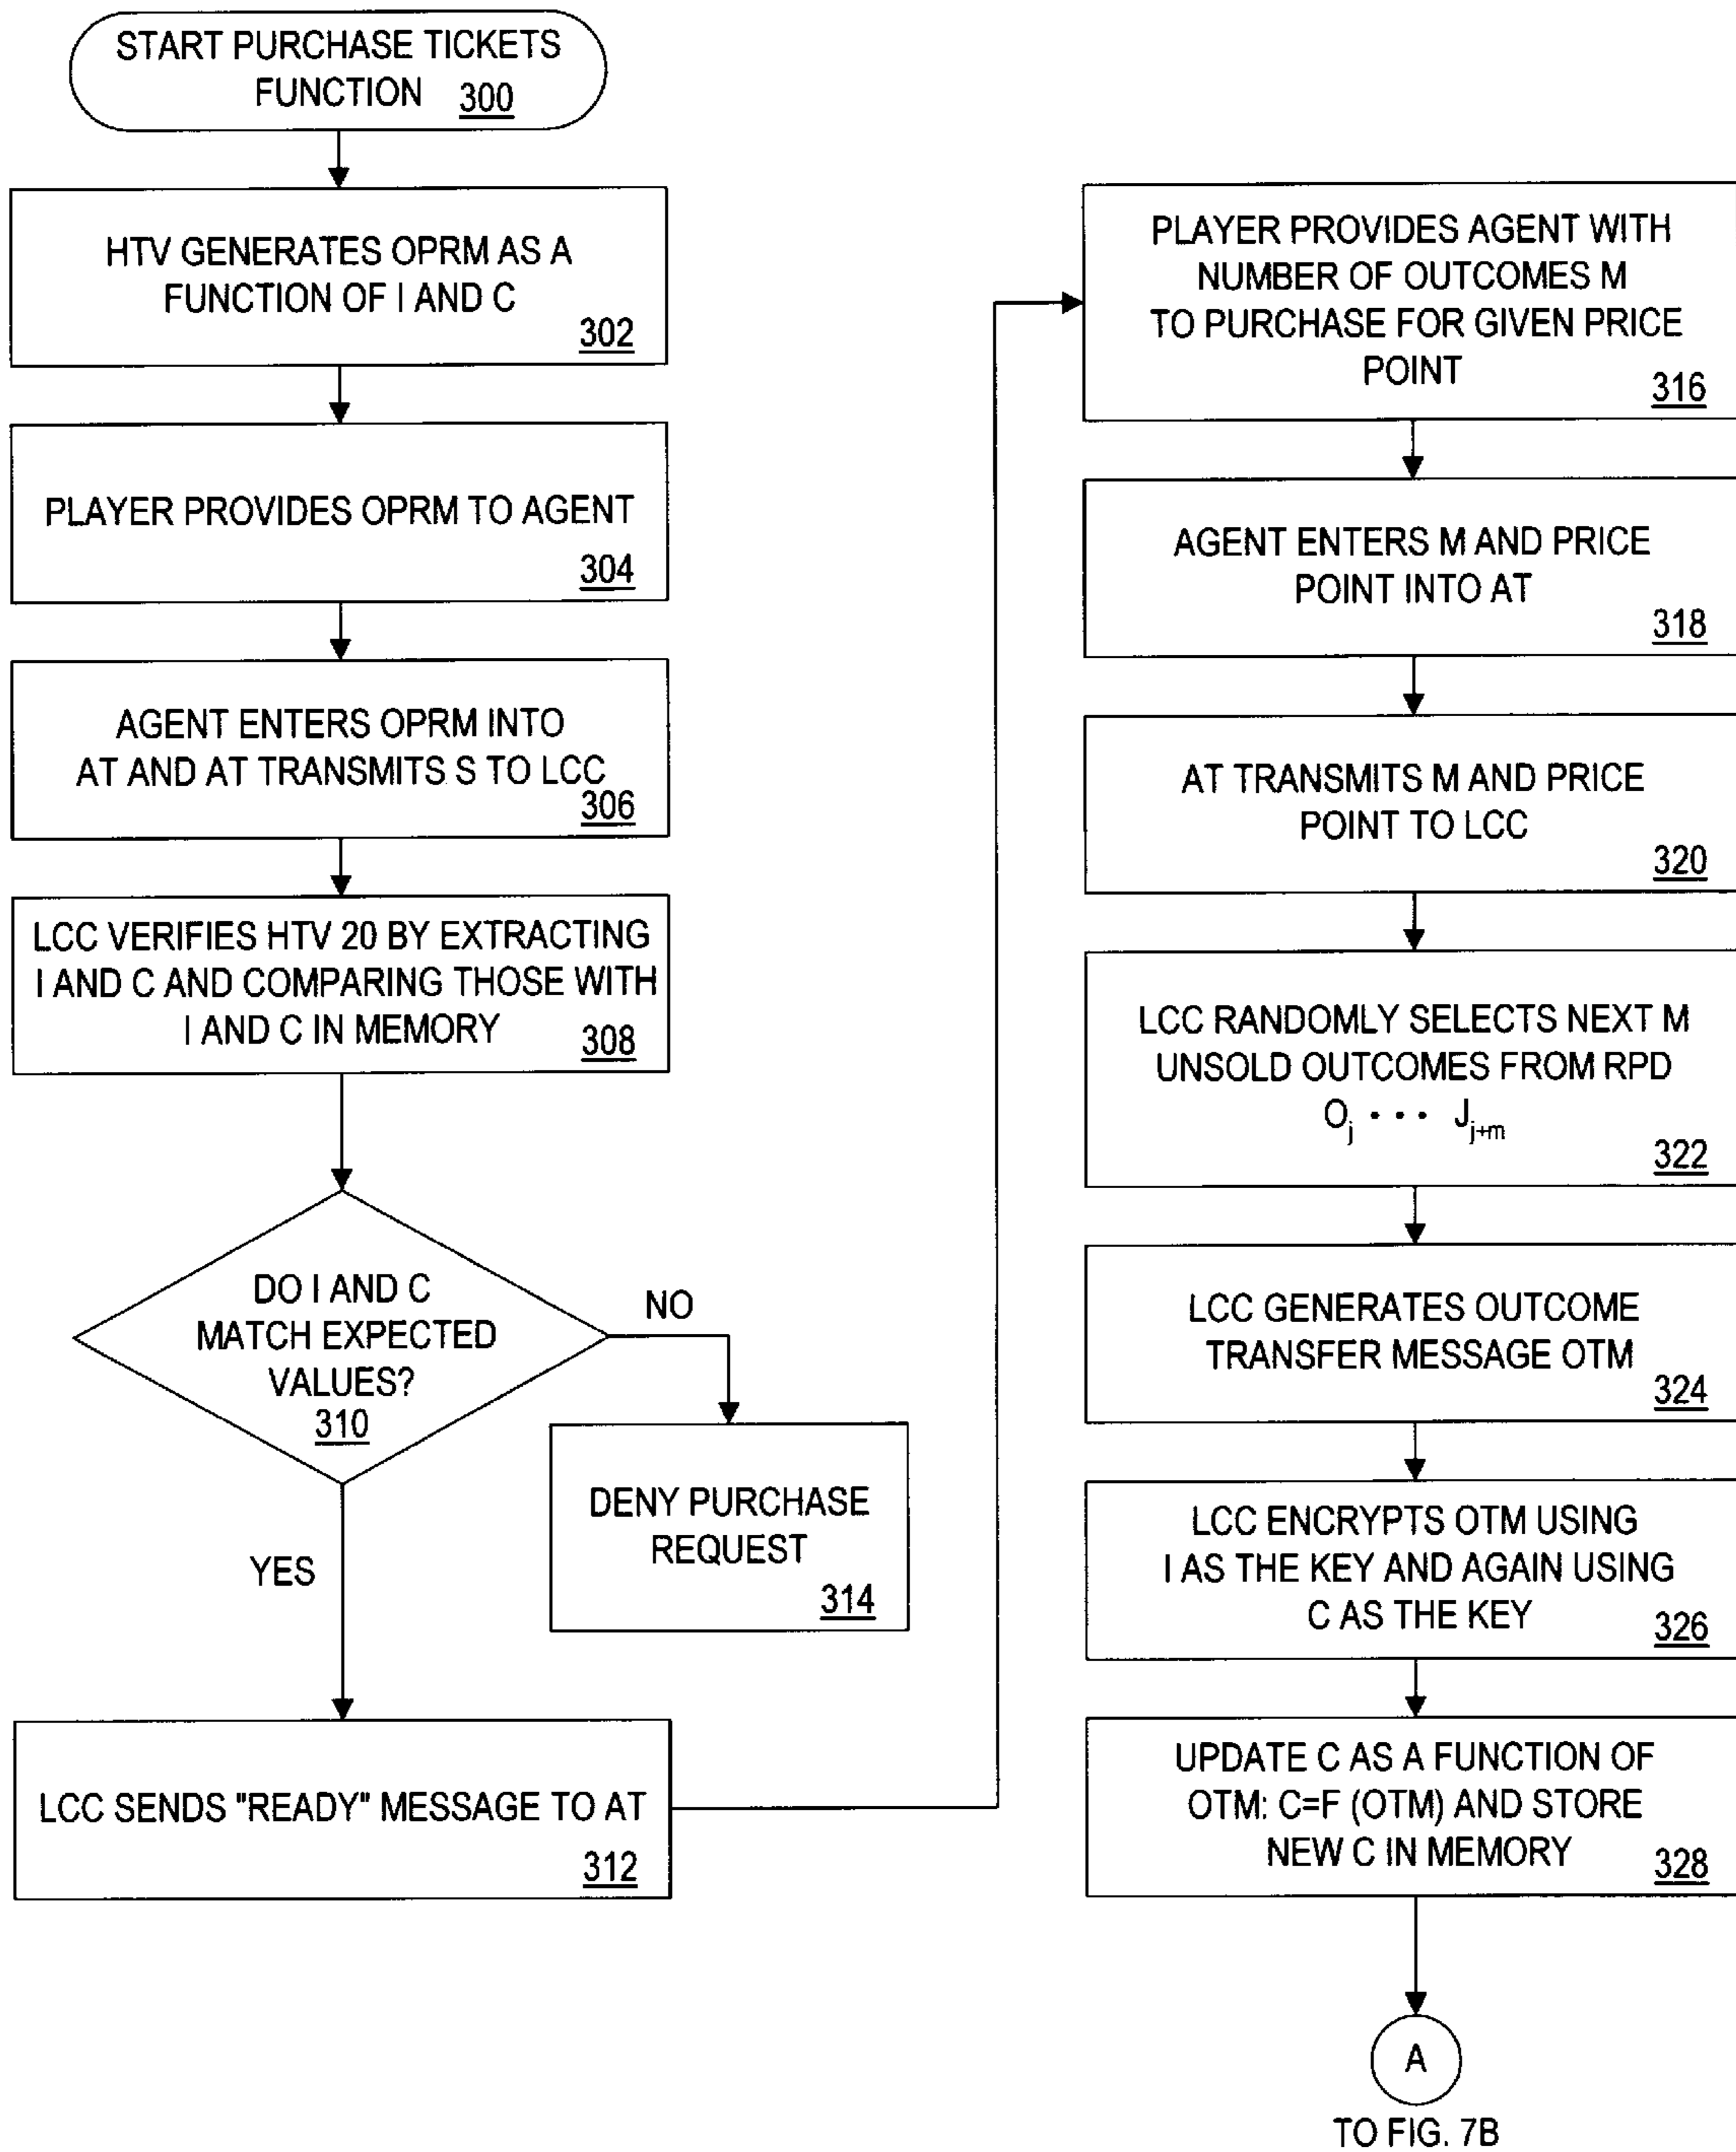 START PURCHASE TICKETS
FUNCTION 300
HTV GENERATES OPRM AS A
FUNCTION OF I AND C
302
PLAYER PROVIDES OPRM TO AGENT
304
AGENT ENTERS OPRM INTO
AT AND AT TRANSMITS S TO LCC
306
LCC VERIFIES HTV 20 BY EXTRACTING
I AND C AND COMPARING THOSE WITH
I AND C IN MEMORY
308
DO I AND C
MATCH EXPECTED
VALUES?
310
NO
DENY PURCHASE
REQUEST
314
YES
LCC SENDS "READY" MESSAGE TO AT
312
PLAYER PROVIDES AGENT WITH
NUMBER OF OUTCOMES M
TO PURCHASE FOR GIVEN PRICE
POINT
316
AGENT ENTERS M AND PRICE
POINT INTO AT
318
AT TRANSMITS M AND PRICE
POINT TO LCC
320
LCC RANDOMLY SELECTS NEXT M
UNSOLD OUTCOMES FROM RPD
Oj • • • Jj+m
322
LCC GENERATES OUTCOME
TRANSFER MESSAGE OTM
324
LCC ENCRYPTS OTM USING
I AS THE KEY AND AGAIN USING
C AS THE KEY
326
UPDATE C AS A FUNCTION OF
OTM: C=F (OTM) AND STORE
NEW C IN MEMORY
328
A
TO FIG. 7B